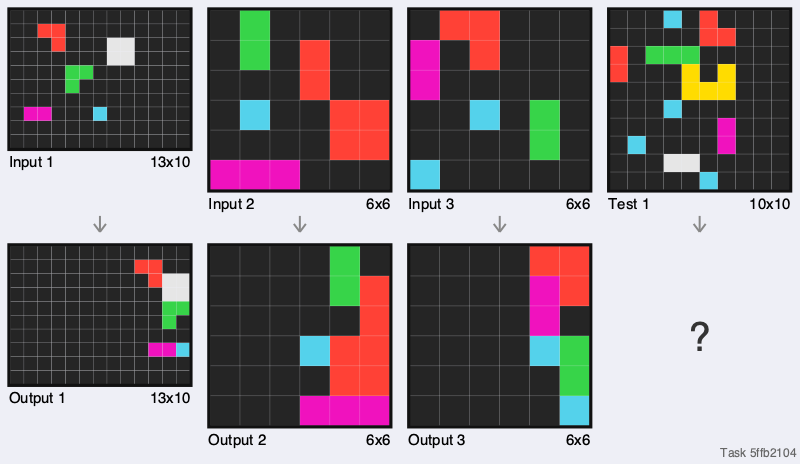 Input 1 13x10
Input 2 6x6
Input 3 6x6
Test 1 10x10
Output 1 13x10
Output 2 6x6
Output 3 6x6
?
Task 5ffb2104